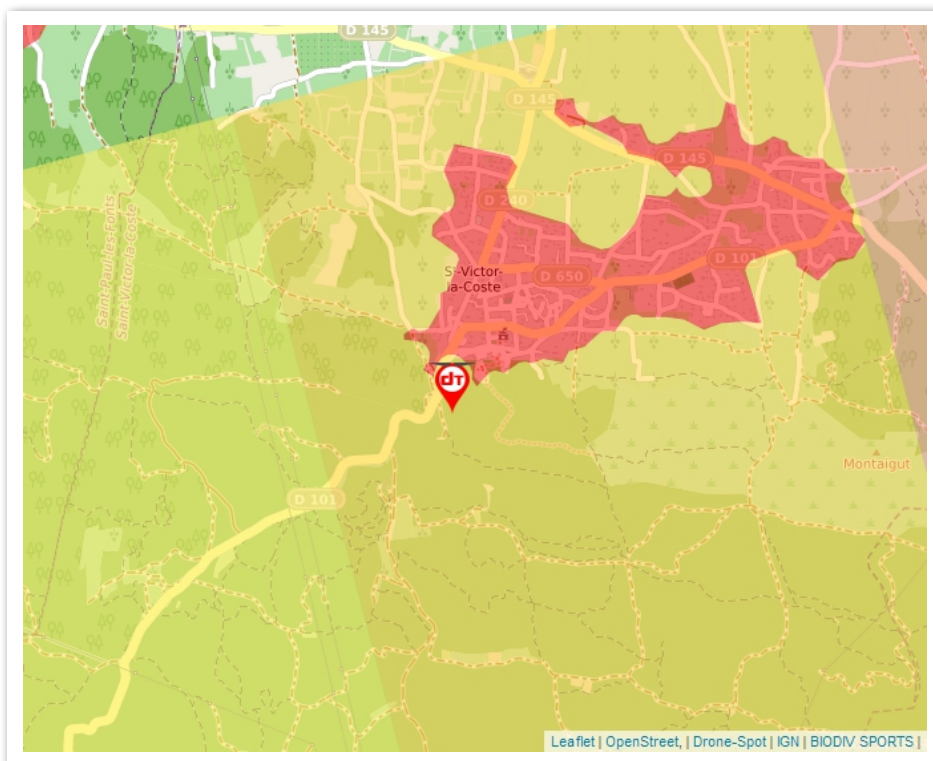 D 145
D 145
D 145
D 240
St-Victor-
la-Coste
D 650
D 101
Saint-Paul-les-Fonts
Saint-Victor-la-Coste
dT
Montaigut
D 101
Leaflet | OpenStreet, | Drone-Spot | IGN | BIODIV SPORTS |